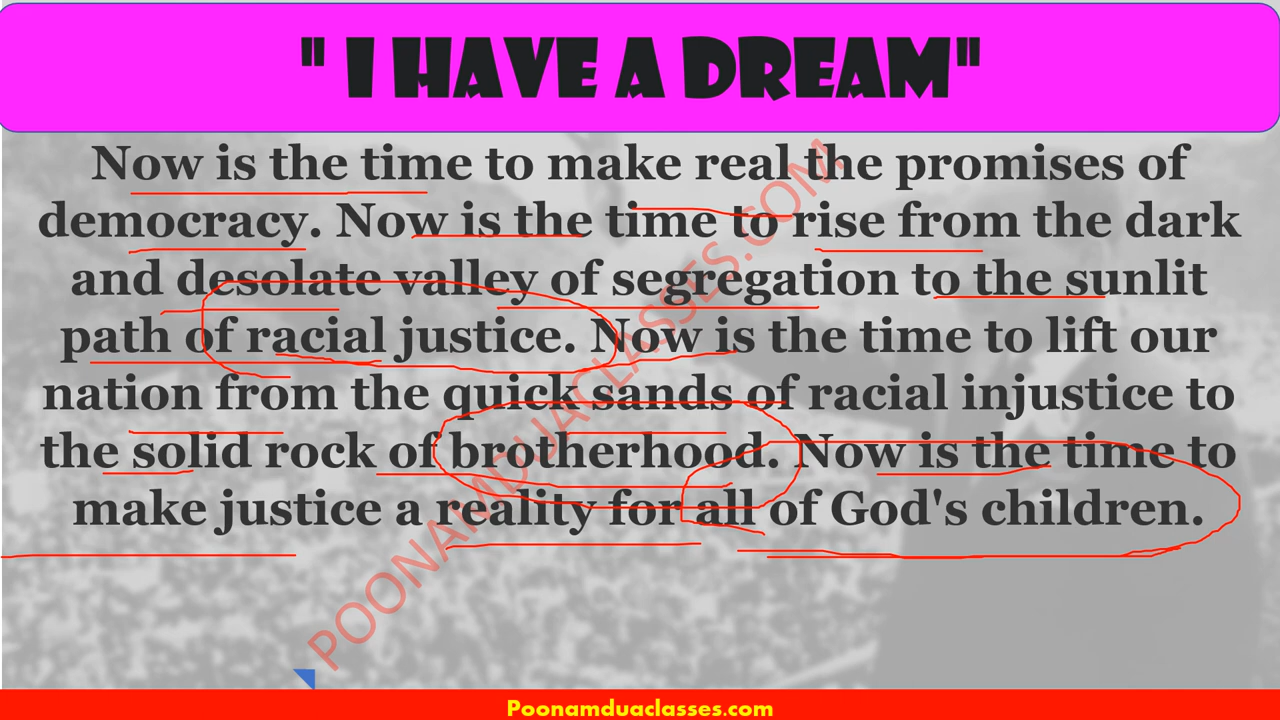 " I HAVE A DREAM"
Now is the time to make real the promises of
democracy. Now is the time to rise from the dark
and desolate valley of segregation to the sunlit
path of racial justice. Now is the time to lift our
nation from the quick sands of racial injustice to
the solid rock of brotherhood. Now is the time to
make justice a reality for all of God's children.
POONAMDUACLASSES.COM
Poonamduaclasses.com